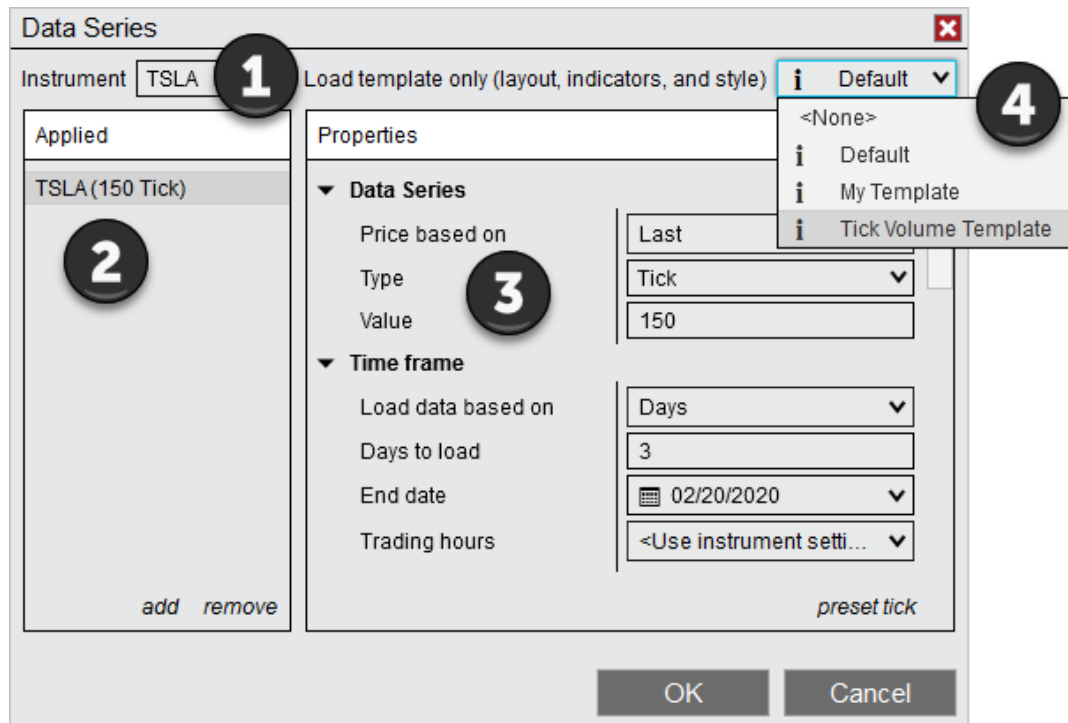 Data Series
Instrument TSLA 1 Load template only (layout, indicators, and style) i Default
4
<None>
Applied Properties
i Default
i My Template
i Tick Volume Template
TSLA (150 Tick)
Data Series
Price based on Last
2
3
Type Tick
Value 150
Time frame
Load data based on Days
Days to load 3
End date 02/20/2020
Trading hours <Use instrument setti...
add remove preset tick
OK Cancel